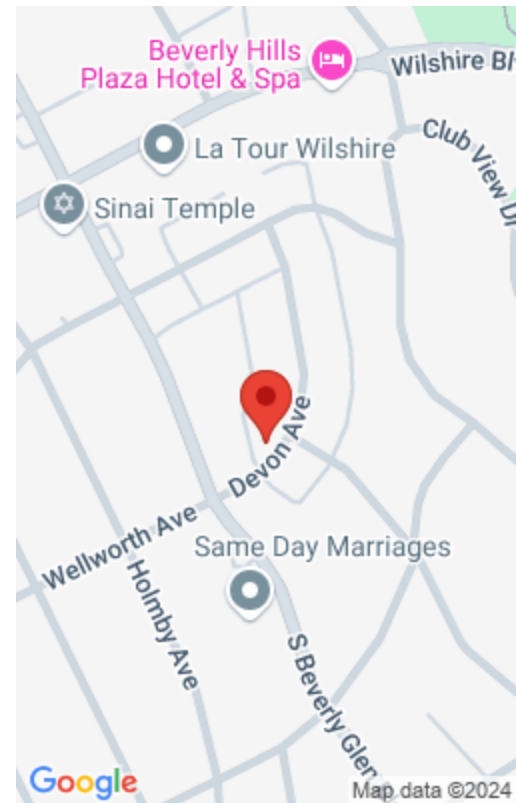 Beverly Hills
Plaza Hotel & Spa
Wilshire Bl
Club View Dr
La Tour Wilshire
Sinai Temple
Devon Ave
Wellworth Ave
Same Day Marriages
Holmby Ave
S Beverly Glen
Google
Map data ©2024